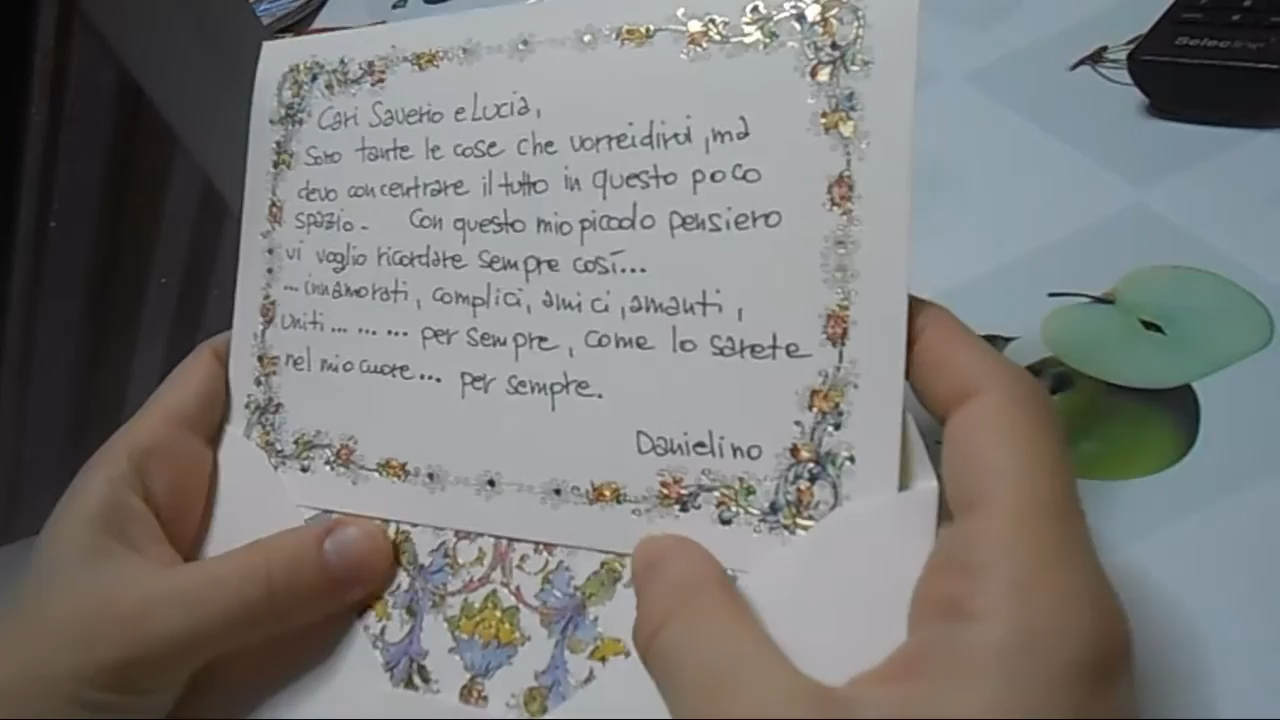 Cari Saverio e Lucia,
Sono tante le cose che vorrei dirvi, ma
devo concentrare il tutto in questo poco
spazio. Con questo mio piccolo pensiero
vi voglio ricordare sempre così...
... innamorati, complici, amici, amanti,
uniti... ... ... per sempre, come lo sarete
nel mio cuore... per sempre.
Danielino